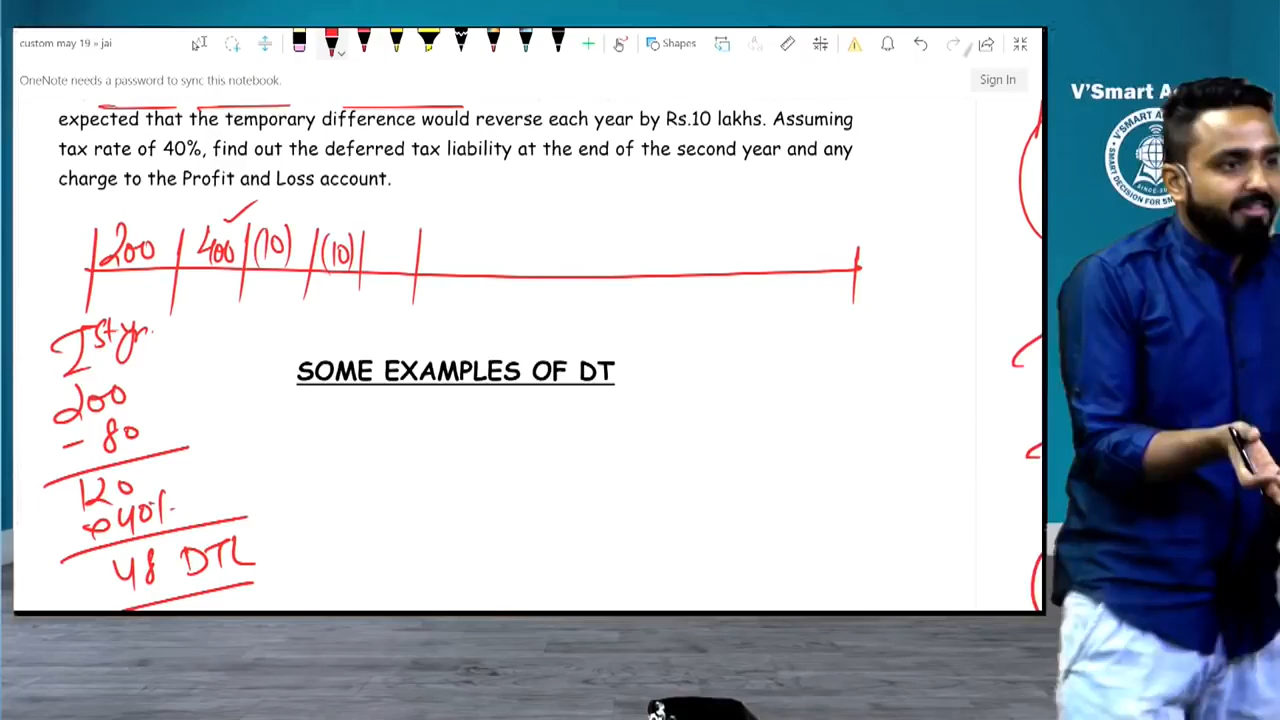 custom may 19 » jai
Shapes
OneNote needs a password to sync this notebook.
Sign In
V'Smart A
expected that the temporary difference would reverse each year by Rs.10 lakhs. Assuming
tax rate of 40%, find out the deferred tax liability at the end of the second year and any
charge to the Profit and Loss account.
200 400 (10) (10)
Ist yr.
200
- 80
120
× 40%
48 DTL
SOME EXAMPLES OF DT